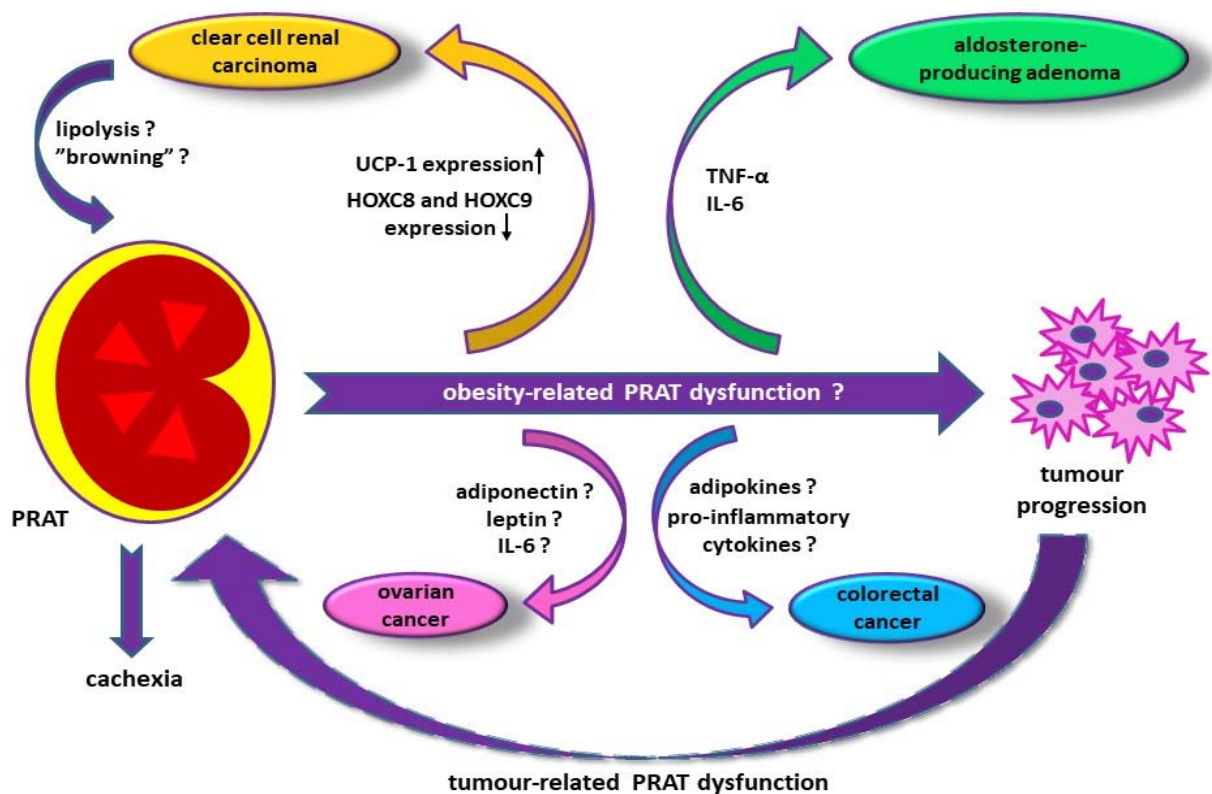 clear cell renal
carcinoma
aldosterone-
producing adenoma
lipolysis ?
”browning” ?
UCP-1 expression↑
HOXC8 and HOXC9
expression ↓
TNF-α
IL-6
obesity-related PRAT dysfunction ?
PRAT
adiponectin ?
leptin ?
IL-6 ?
adipokines ?
pro-inflammatory
cytokines ?
tumour
progression
ovarian
cancer
colorectal
cancer
cachexia
tumour-related PRAT dysfunction